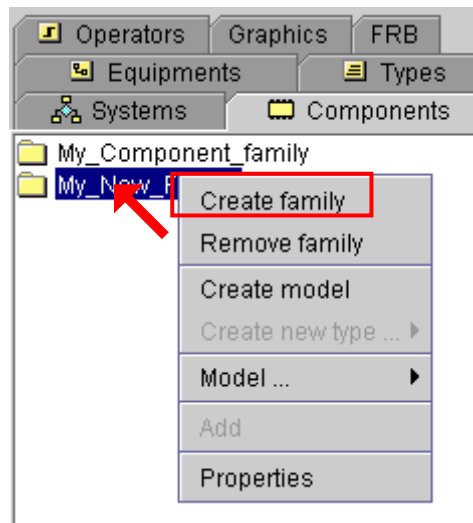 Operators Graphics FRB
Equipments Types
Systems Components
My_Component_family
My_New_F
Create family
Remove family
Create model
Create new type ...
Model ...
Add
Properties